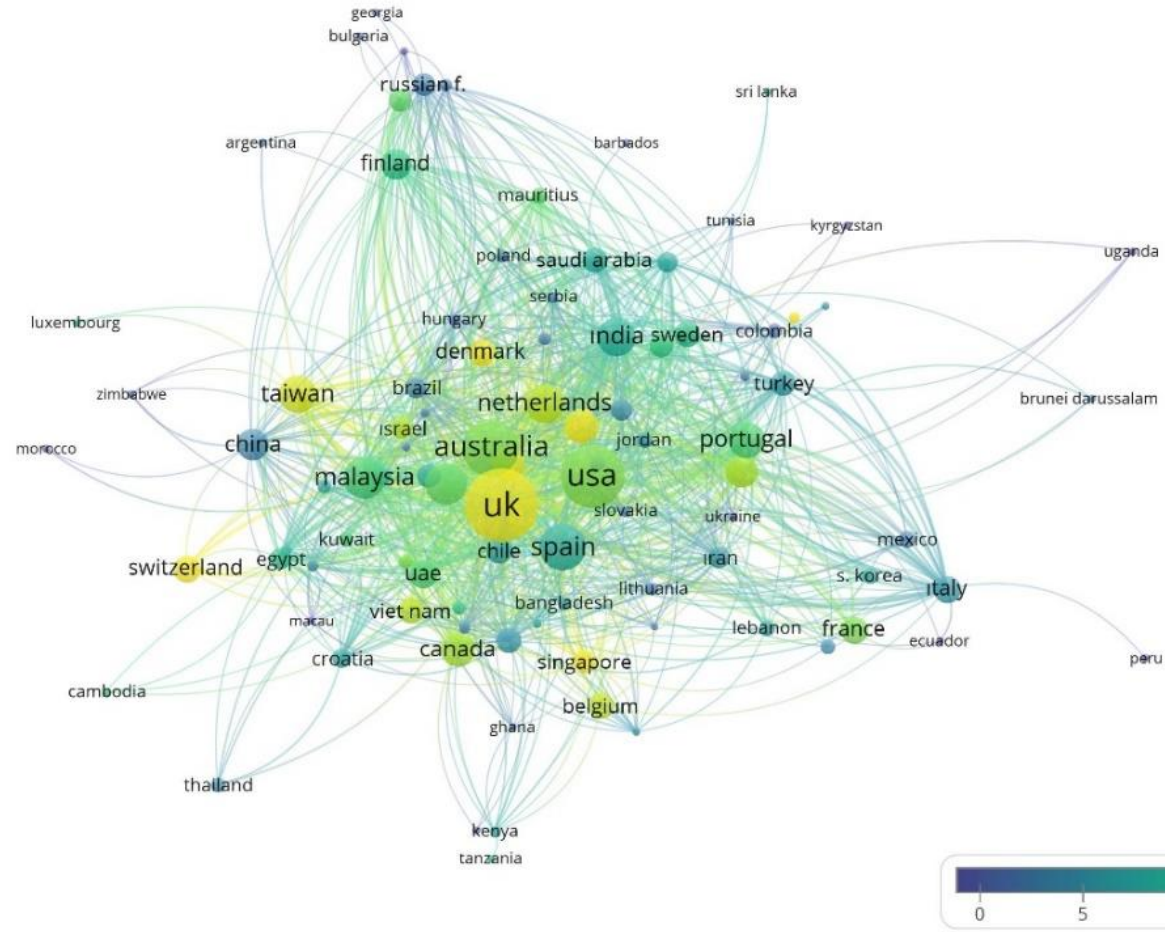 georgia
bulgaria
russian f.
sri lanka
argentina
barbados
finland
mauritius
tunisia
kyrgyzstan
uganda
poland
saudi arabia
serbia
luxembourg
hungary
india
sweden
colombia
denmark
turkey
taiwan
brazil
zimbabwe
brunei darussalam
netherlands
israel
jordan
portugal
china
australia
morocco
malaysia
usa
uk
slovakia
ukraine
kuwait
mexico
chile
spain
egypt
iran
switzerland
uae
s. korea
lithuania
italy
bangladesh
viet nam
macau
lebanon
france
ecuador
canada
croatia
singapore
peru
cambodia
belgium
ghana
thailand
kenya
tanzania
0 5